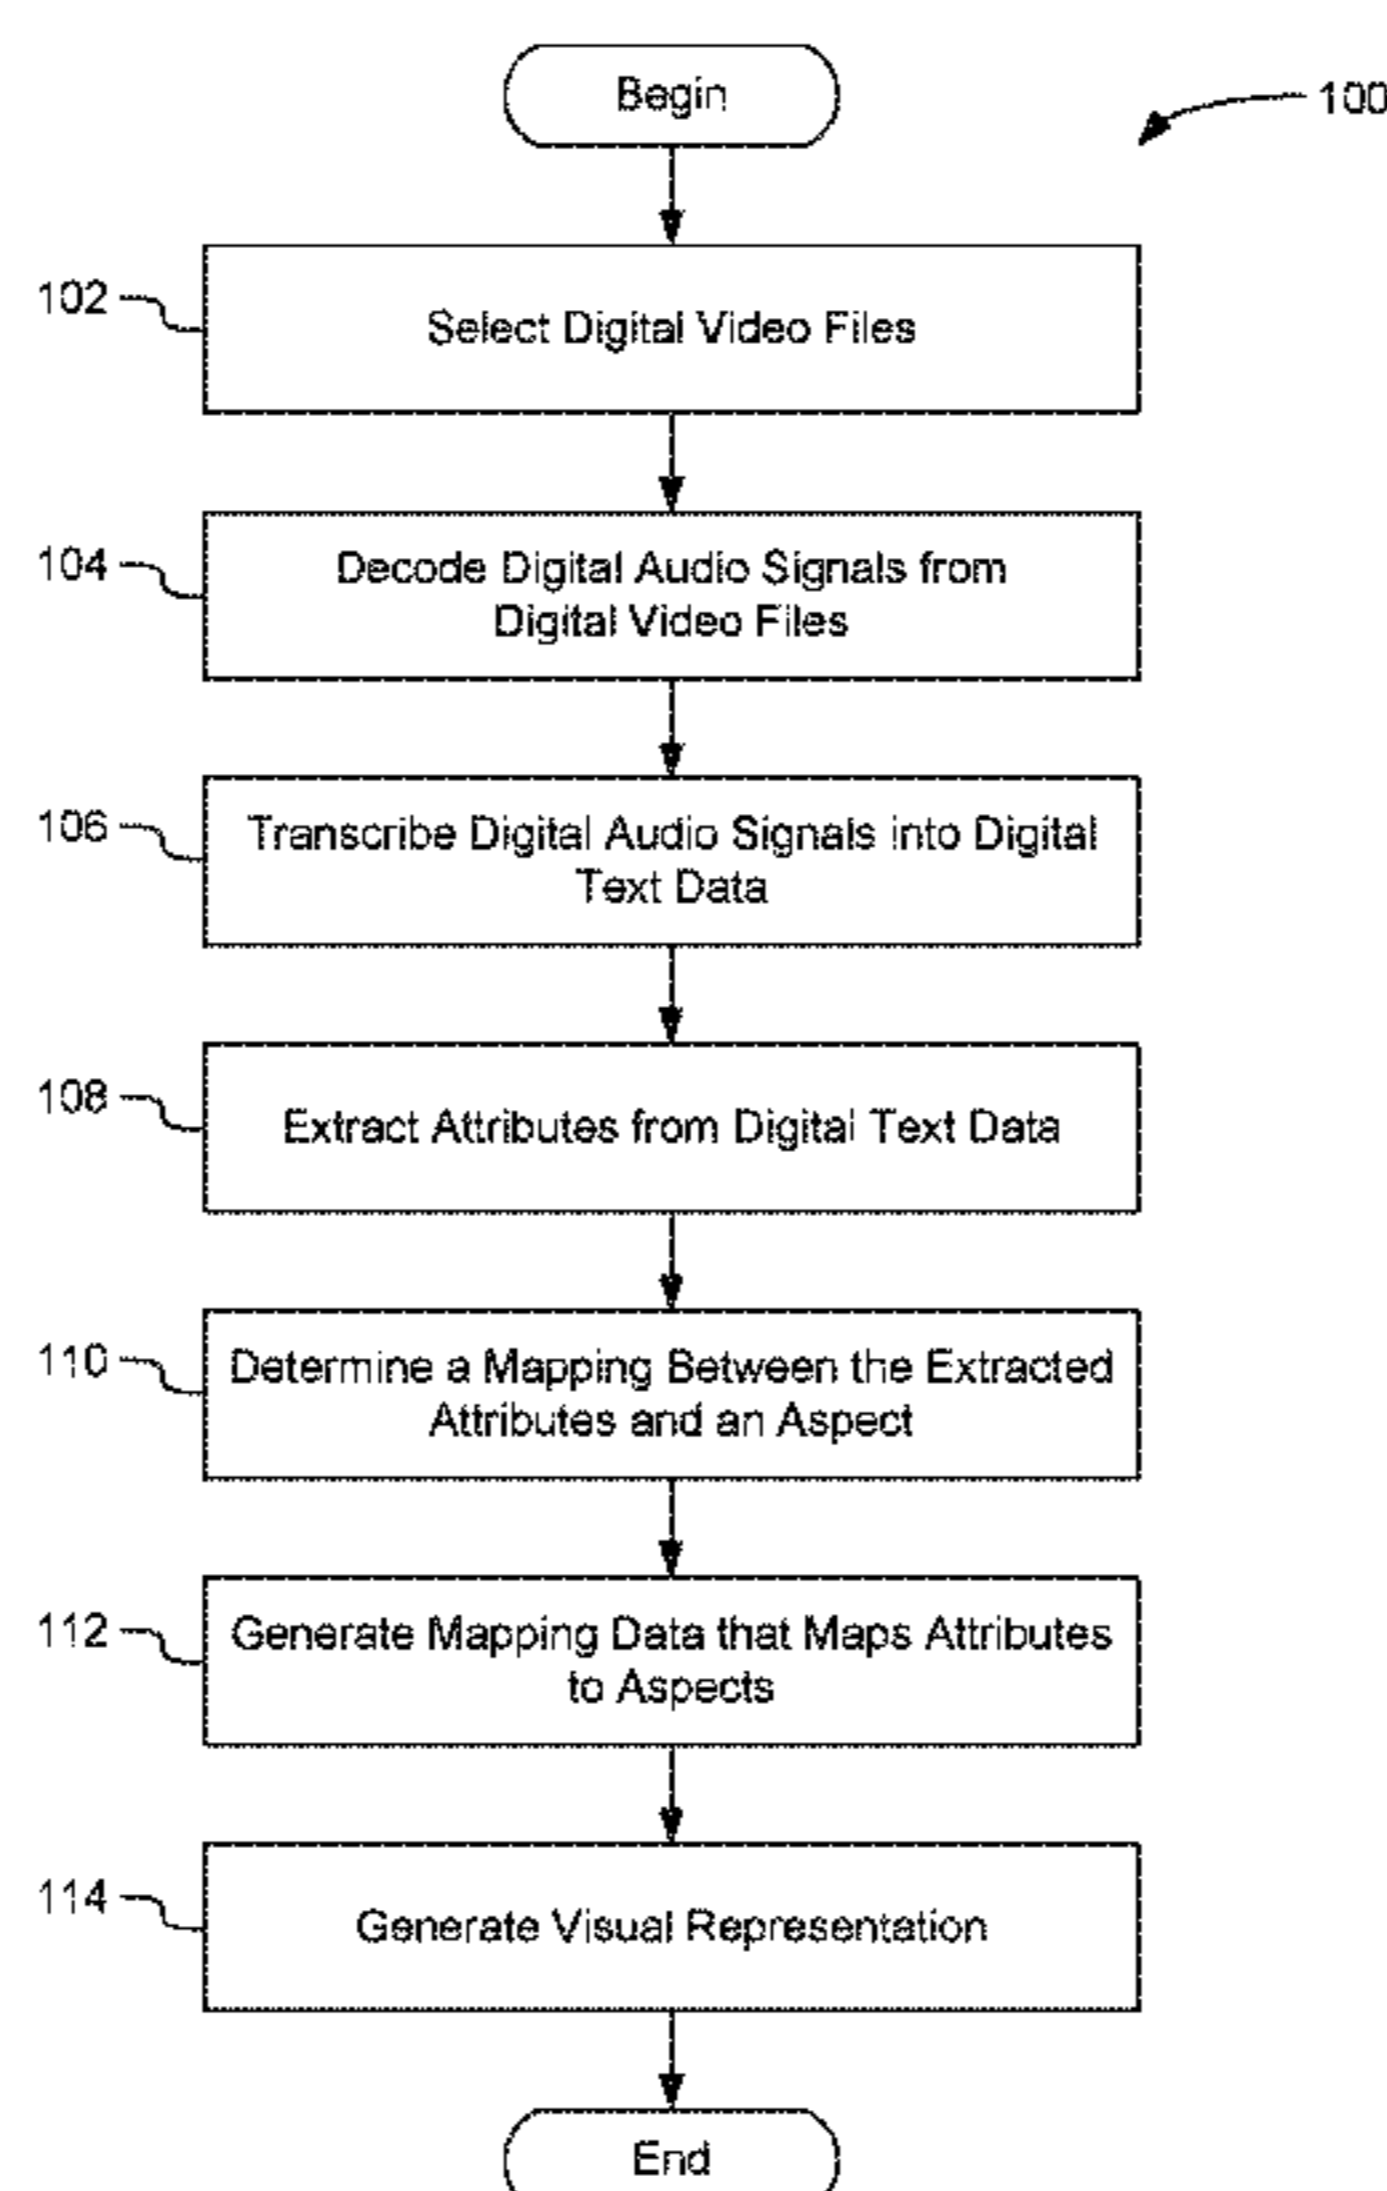 Begin
100
102
Select Digital Video Files
104
Decode Digital Audio Signals from
Digital Video Files
106
Transcribe Digital Audio Signals into Digital
Text Data
108
Extract Attributes from Digital Text Data
110
Determine a Mapping Between the Extracted
Attributes and an Aspect
112
Generate Mapping Data that Maps Attributes
to Aspects
114
Generate Visual Representation
End